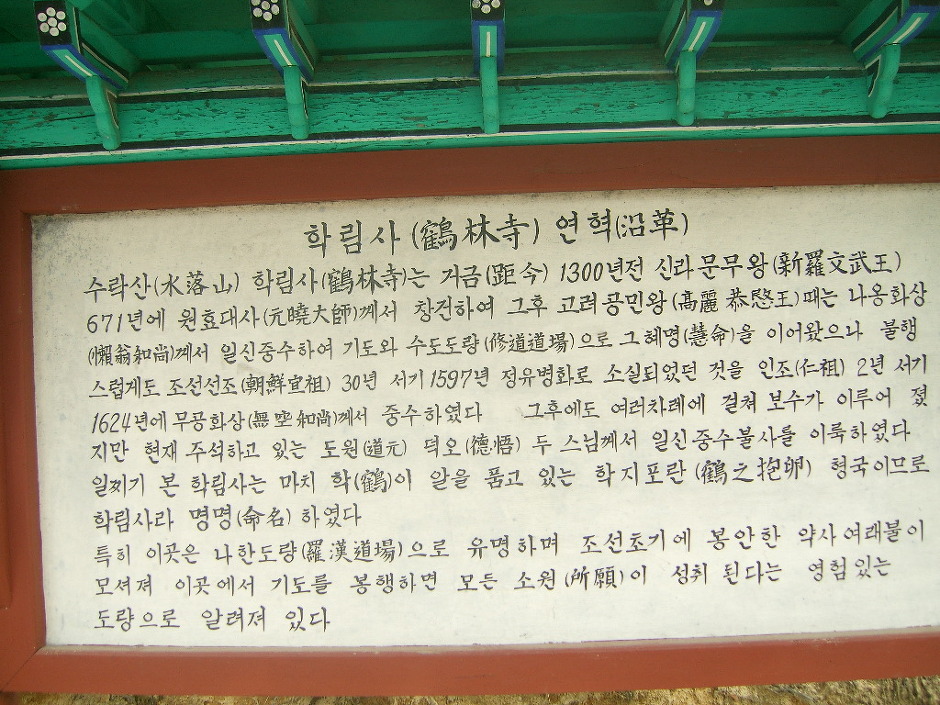 학림사(鶴林寺) 연혁(沿革)
수락산(水落山) 학림사(鶴林寺)는 거금(距今) 1300년전 신라 문무왕(新羅文武王)
671년에 원효대사(元曉大師)께서 창건하여 그후 고려 공민왕(高麗 恭愍王)때는 나옹화상
(懶翁和尚)께서 일신중수하여 기도와 수도도량(修道道場)으로 그 혜명(慧命)을 이어왔으나 불행
스럽게도 조선선조(朝鮮宣祖) 30년 서기 1597년 정유병화로 소실되었던 것을 인조(仁祖) 2년 서기
1624년에 무공화상(無空和尚)께서 중수하였다 그후에도 여러차례에 걸쳐 보수가 이루어 졌
지만 현재 주석하고 있는 도원(道元) 덕오(德悟) 두 스님께서 일신중수불사를 이룩하였다
일찌기 본 학림사는 마치 학(鶴)이 알을 품고 있는 학지포란(鶴之抱卵) 형국이므로
학림사라 명명(命名) 하였다
특히 이곳은 나한도량(羅漢道場)으로 유명하며 조선초기에 봉안한 약사여래불이
모셔져 이곳에서 기도를 봉행하면 모든 소원(所願)이 성취 된다는 영험있는
도량으로 알려져 있다